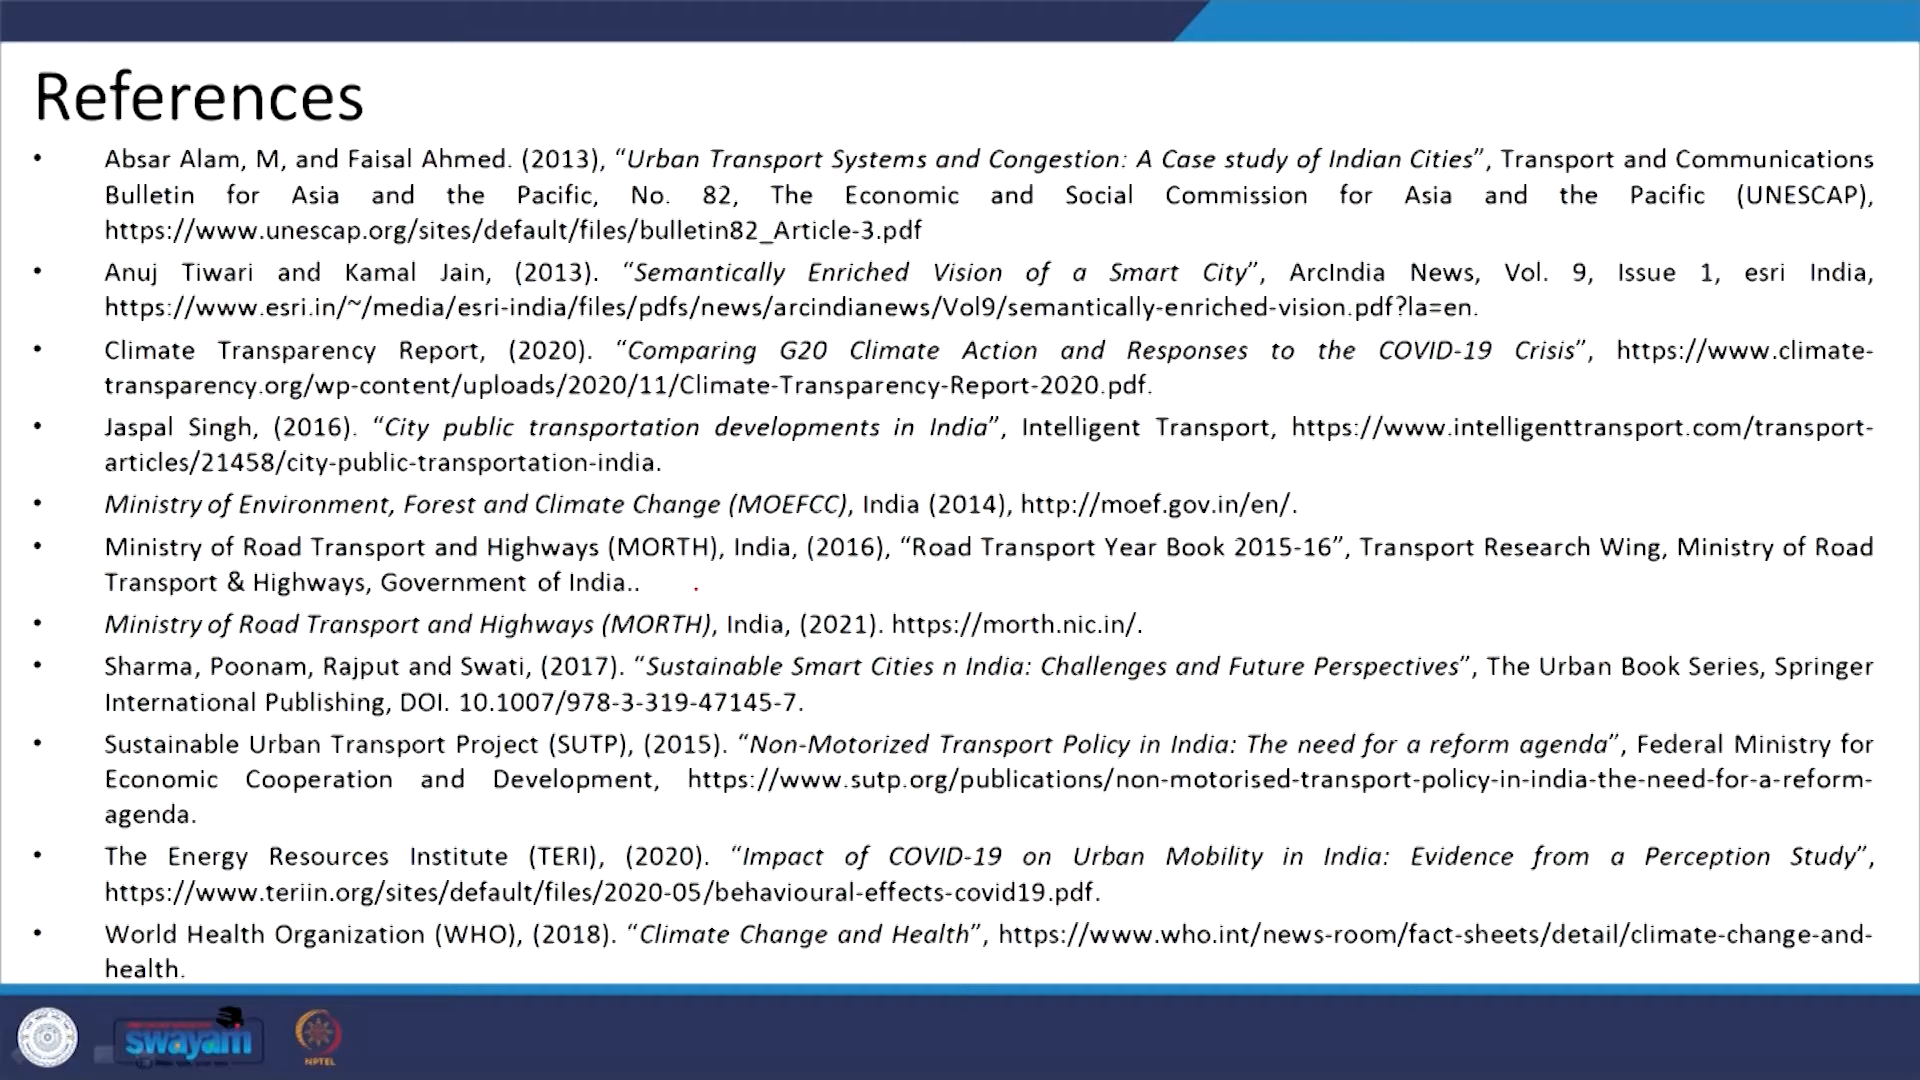 References
• Absar Alam, M, and Faisal Ahmed. (2013), “Urban Transport Systems and Congestion: A Case study of Indian Cities”, Transport and Communications
Bulletin for Asia and the Pacific, No. 82, The Economic and Social Commission for Asia and the Pacific (UNESCAP),
https://www.unescap.org/sites/default/files/bulletin82_Article-3.pdf
• Anuj Tiwari and Kamal Jain, (2013). “Semantically Enriched Vision of a Smart City”, ArcIndia News, Vol. 9, Issue 1, esri India,
https://www.esri.in/~/media/esri-india/files/pdfs/news/arcindianews/Vol9/semantically-enriched-vision.pdf?la=en.
• Climate Transparency Report, (2020). “Comparing G20 Climate Action and Responses to the COVID-19 Crisis”, https://www.climate-
transparency.org/wp-content/uploads/2020/11/Climate-Transparency-Report-2020.pdf.
• Jaspal Singh, (2016). “City public transportation developments in India”, Intelligent Transport, https://www.intelligenttransport.com/transport-
articles/21458/city-public-transportation-india.
• Ministry of Environment, Forest and Climate Change (MOEFCC), India (2014), http://moef.gov.in/en/.
• Ministry of Road Transport and Highways (MORTH), India, (2016), “Road Transport Year Book 2015-16”, Transport Research Wing, Ministry of Road
Transport & Highways, Government of India..
• Ministry of Road Transport and Highways (MORTH), India, (2021). https://morth.nic.in/.
• Sharma, Poonam, Rajput and Swati, (2017). “Sustainable Smart Cities n India: Challenges and Future Perspectives”, The Urban Book Series, Springer
International Publishing, DOI. 10.1007/978-3-319-47145-7.
• Sustainable Urban Transport Project (SUTP), (2015). “Non-Motorized Transport Policy in India: The need for a reform agenda”, Federal Ministry for
Economic Cooperation and Development, https://www.sutp.org/publications/non-motorised-transport-policy-in-india-the-need-for-a-reform-
agenda.
• The Energy Resources Institute (TERI), (2020). “Impact of COVID-19 on Urban Mobility in India: Evidence from a Perception Study”,
https://www.teriin.org/sites/default/files/2020-05/behavioural-effects-covid19.pdf.
• World Health Organization (WHO), (2018). “Climate Change and Health”, https://www.who.int/news-room/fact-sheets/detail/climate-change-and-
health.
swayam
NPTEL